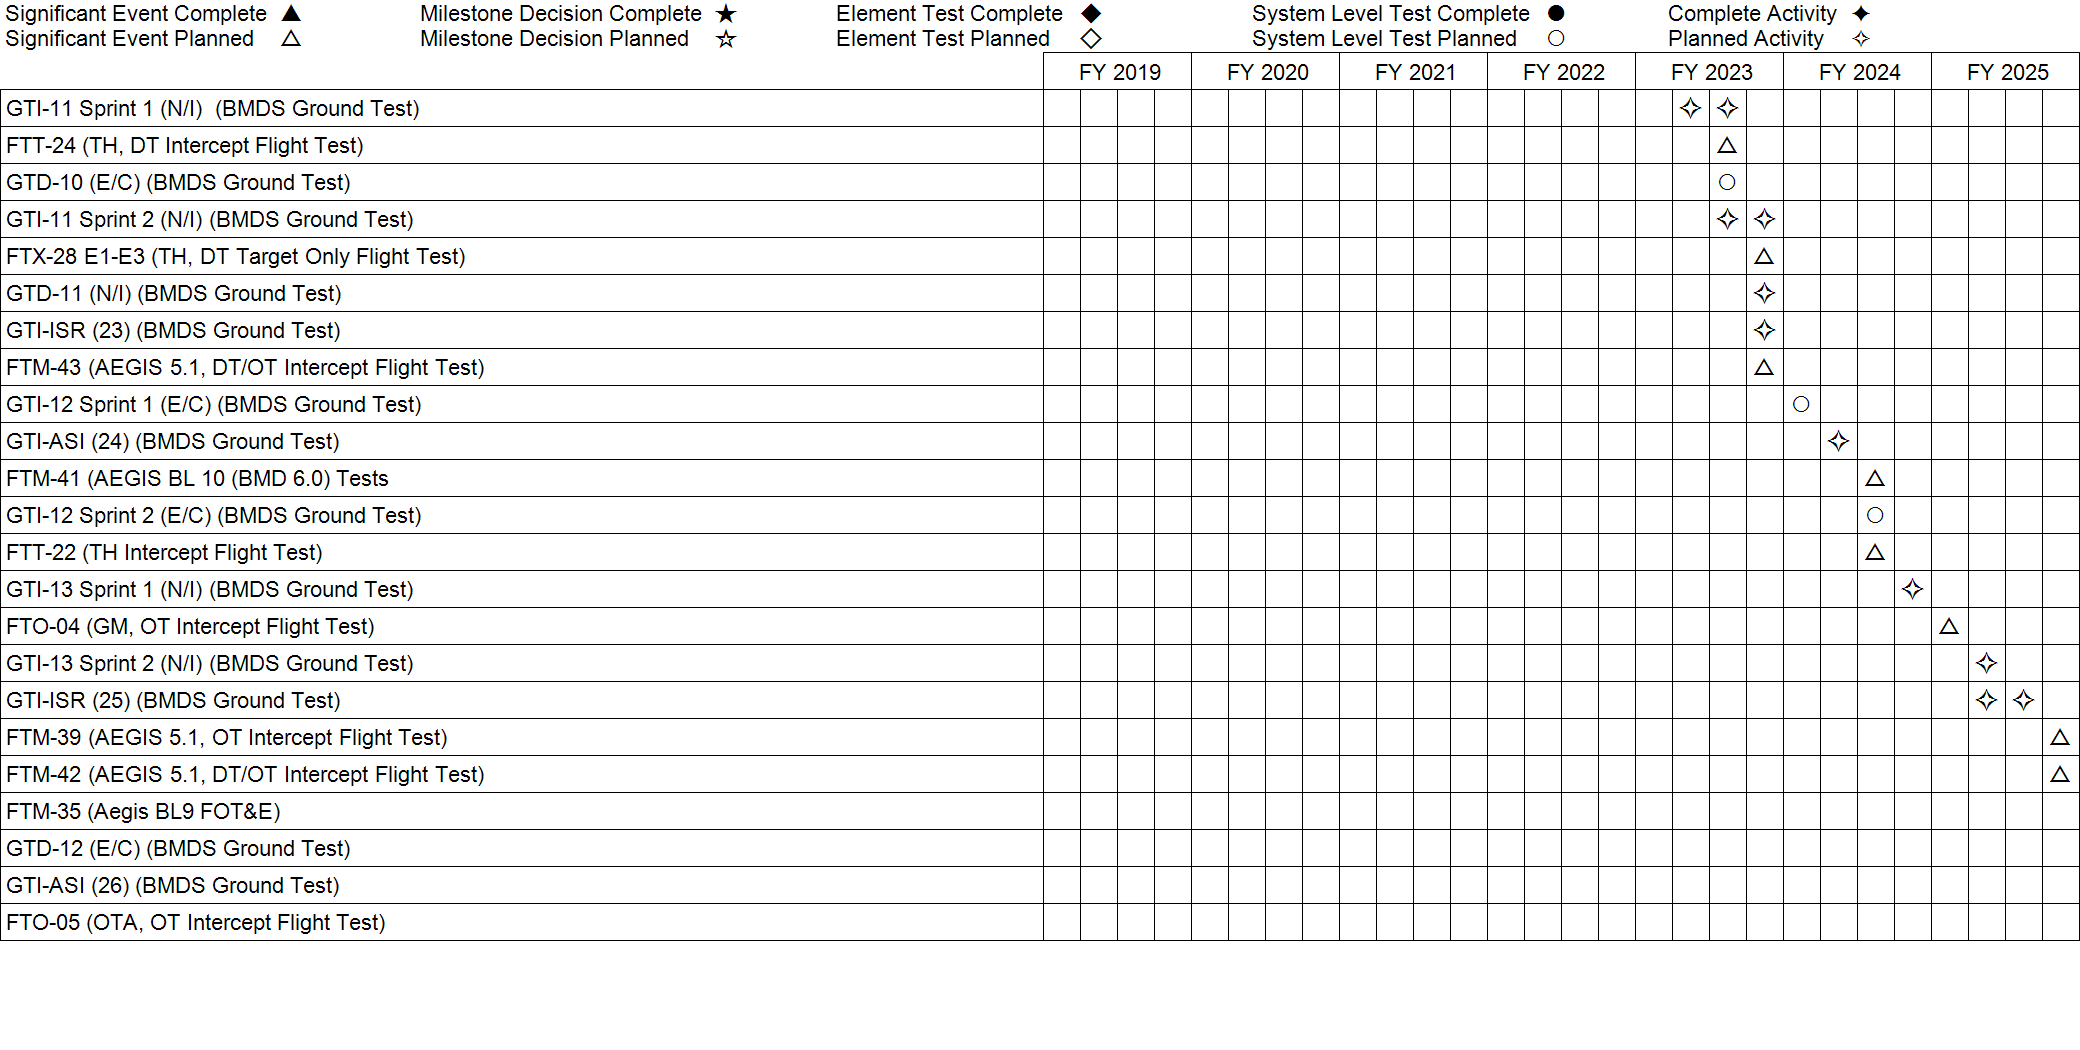 Significant Event Complete ▲ Milestone Decision Complete ★ Element Test Complete ◆ System Level Test Complete ● Complete Activity ✦
Significant Event Planned △ Milestone Decision Planned ☆ Element Test Planned ◇ System Level Test Planned ○ Planned Activity ✧
FY 2019 FY 2020 FY 2021 FY 2022 FY 2023 FY 2024 FY 2025
GTI-11 Sprint 1 (N/I)  (BMDS Ground Test)
FTT-24 (TH, DT Intercept Flight Test)
GTD-10 (E/C) (BMDS Ground Test)
GTI-11 Sprint 2 (N/I) (BMDS Ground Test)
FTX-28 E1-E3 (TH, DT Target Only Flight Test)
GTD-11 (N/I) (BMDS Ground Test)
GTI-ISR (23) (BMDS Ground Test)
FTM-43 (AEGIS 5.1, DT/OT Intercept Flight Test)
GTI-12 Sprint 1 (E/C) (BMDS Ground Test)
GTI-ASI (24) (BMDS Ground Test)
FTM-41 (AEGIS BL 10 (BMD 6.0) Tests
GTI-12 Sprint 2 (E/C) (BMDS Ground Test)
FTT-22 (TH Intercept Flight Test)
GTI-13 Sprint 1 (N/I) (BMDS Ground Test)
FTO-04 (GM, OT Intercept Flight Test)
GTI-13 Sprint 2 (N/I) (BMDS Ground Test)
GTI-ISR (25) (BMDS Ground Test)
FTM-39 (AEGIS 5.1, OT Intercept Flight Test)
FTM-42 (AEGIS 5.1, DT/OT Intercept Flight Test)
FTM-35 (Aegis BL9 FOT&E)
GTD-12 (E/C) (BMDS Ground Test)
GTI-ASI (26) (BMDS Ground Test)
FTO-05 (OTA, OT Intercept Flight Test)